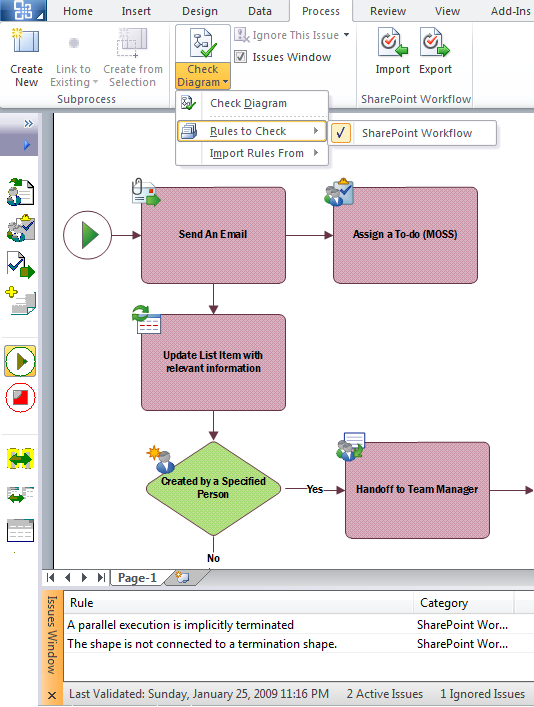 Home Insert Design Data Process Review View Add-Ins
Create New
Link to Existing
Create from Selection
Subprocess
Check Diagram
Ignore This Issue
Issues Window
Import
Export
SharePoint Workflow
Check Diagram
Rules to Check
SharePoint Workflow
Import Rules From
Send An Email
Assign a To-do (MOSS)
Update List Item with
relevant information
Created by a Specified
Person
Yes
Handoff to Team Manager
No
Page-1
Issues Window
Rule Category
A parallel execution is implicitly terminated SharePoint Wor...
The shape is not connected to a termination shape. SharePoint Wor...
Last Validated: Sunday, January 25, 2009 11:16 PM 2 Active Issues 1 Ignored Issues